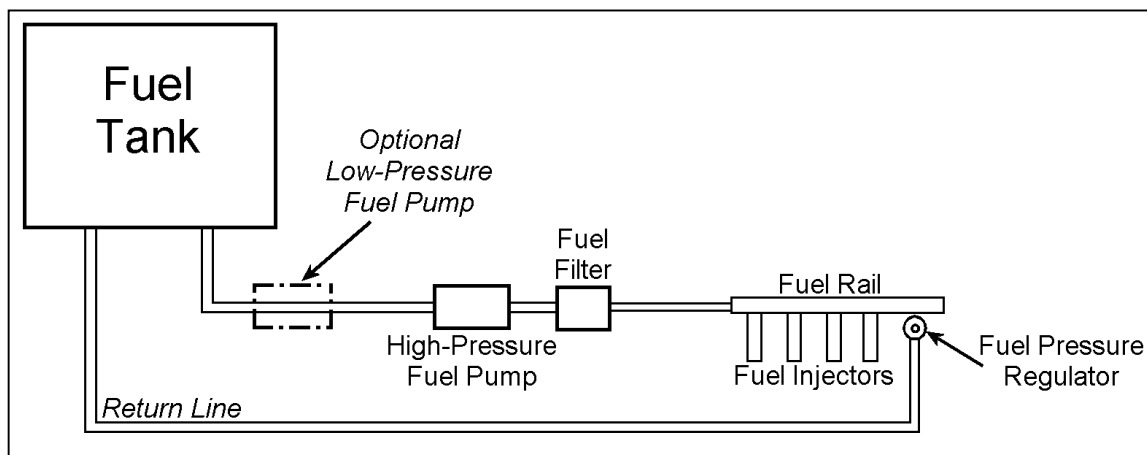 Fuel
Tank
Optional
Low-Pressure
Fuel Pump
Fuel
Filter
Fuel Rail
High-Pressure
Fuel Pump
Fuel Injectors
Fuel Pressure
Regulator
Return Line